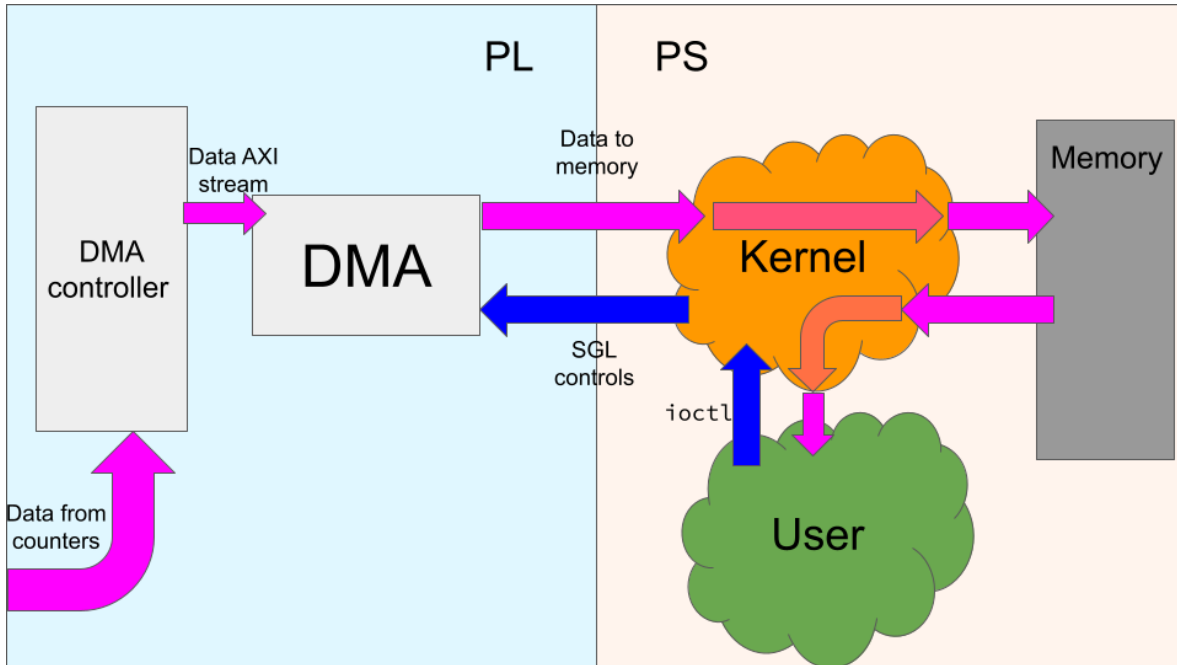 PL
PS
Data AXI
stream
Data to
memory
Memory
DMA
controller
DMA
Kernel
SGL
controls
ioctl
Data from
counters
User